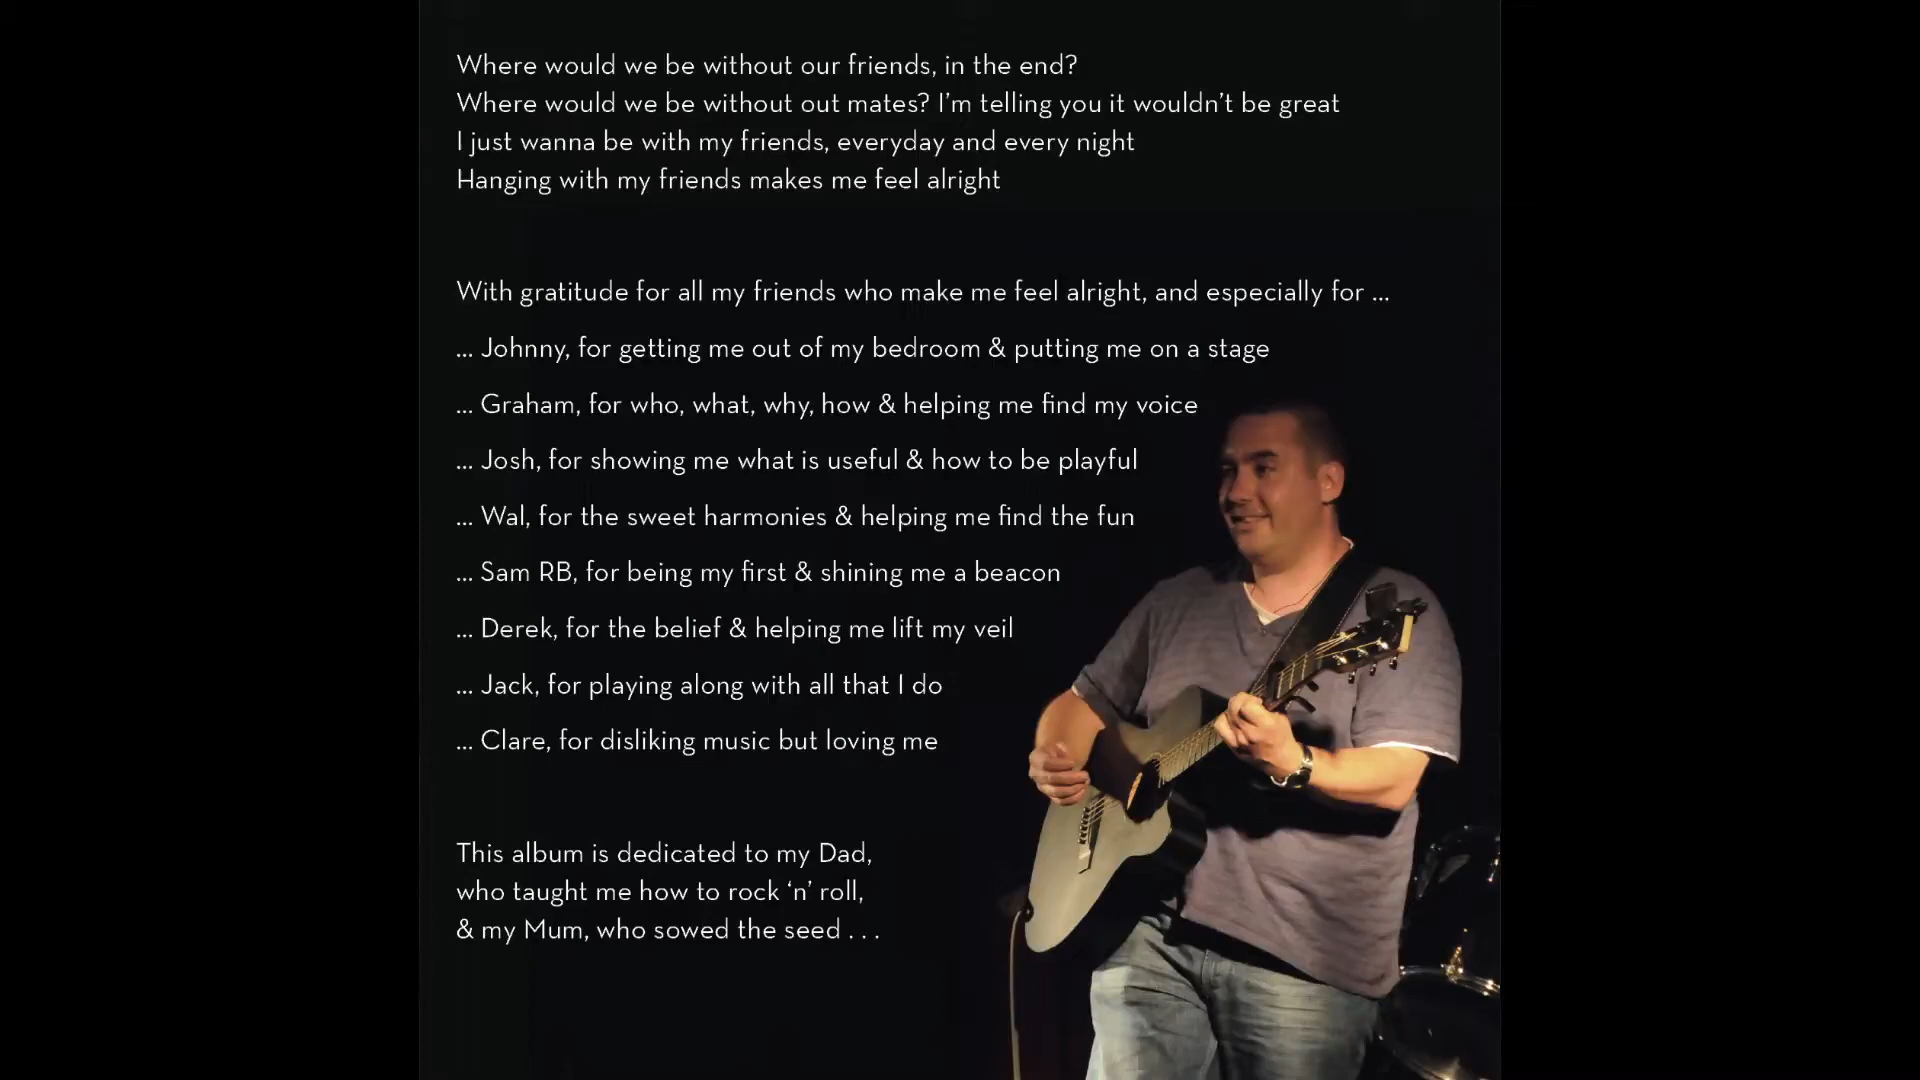 Where would we be without our friends, in the end?
Where would we be without out mates? I'm telling you it wouldn't be great
I just wanna be with my friends, everyday and every night
Hanging with my friends makes me feel alright
With gratitude for all my friends who make me feel alright, and especially for ...
... Johnny, for getting me out of my bedroom & putting me on a stage
... Graham, for who, what, why, how & helping me find my voice
... Josh, for showing me what is useful & how to be playful
... Wal, for the sweet harmonies & helping me find the fun
... Sam RB, for being my first & shining me a beacon
... Derek, for the belief & helping me lift my veil
... Jack, for playing along with all that I do
... Clare, for disliking music but loving me
This album is dedicated to my Dad,
who taught me how to rock ‘n’ roll,
& my Mum, who sowed the seed . . .